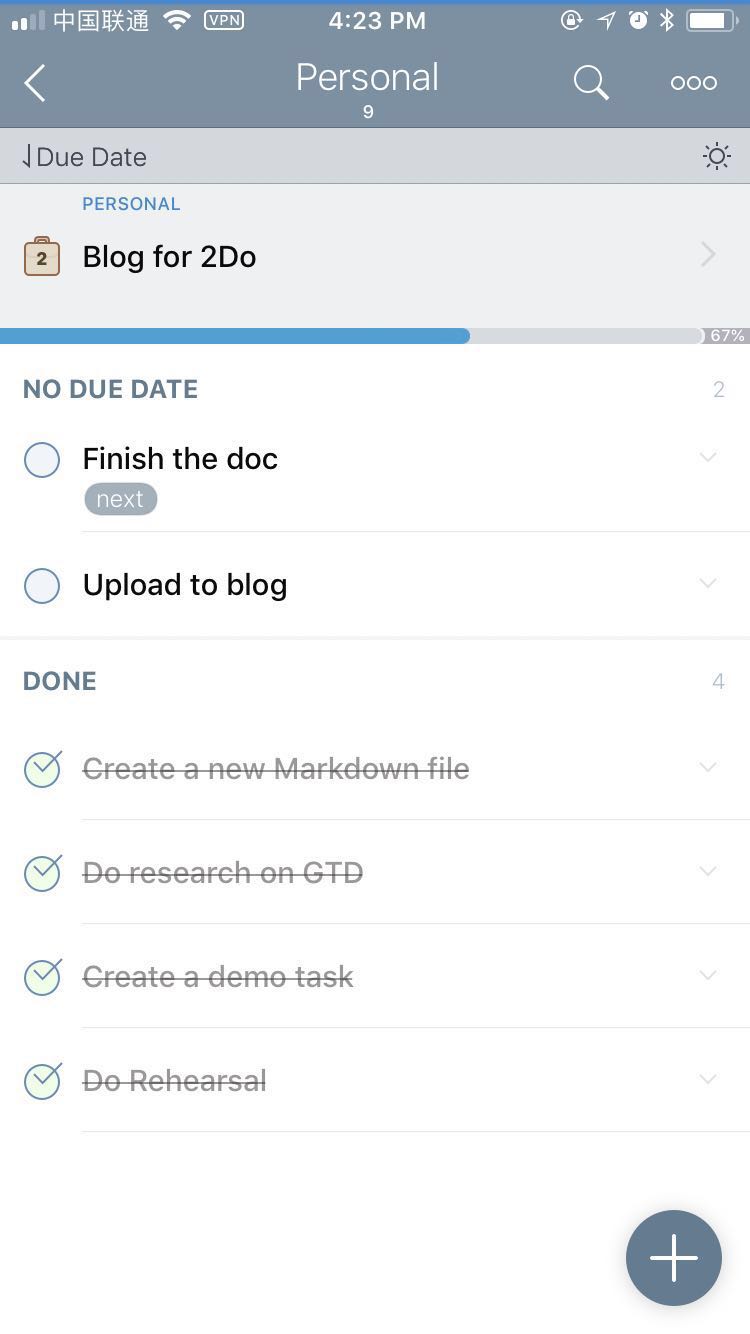 中国联通 VPN 4:23 PM
Personal
9
Due Date
PERSONAL
2 Blog for 2Do
67%
NO DUE DATE 2
Finish the doc
next
Upload to blog
DONE 4
Create a new Markdown file
Do research on GTD
Create a demo task
Do Rehearsal